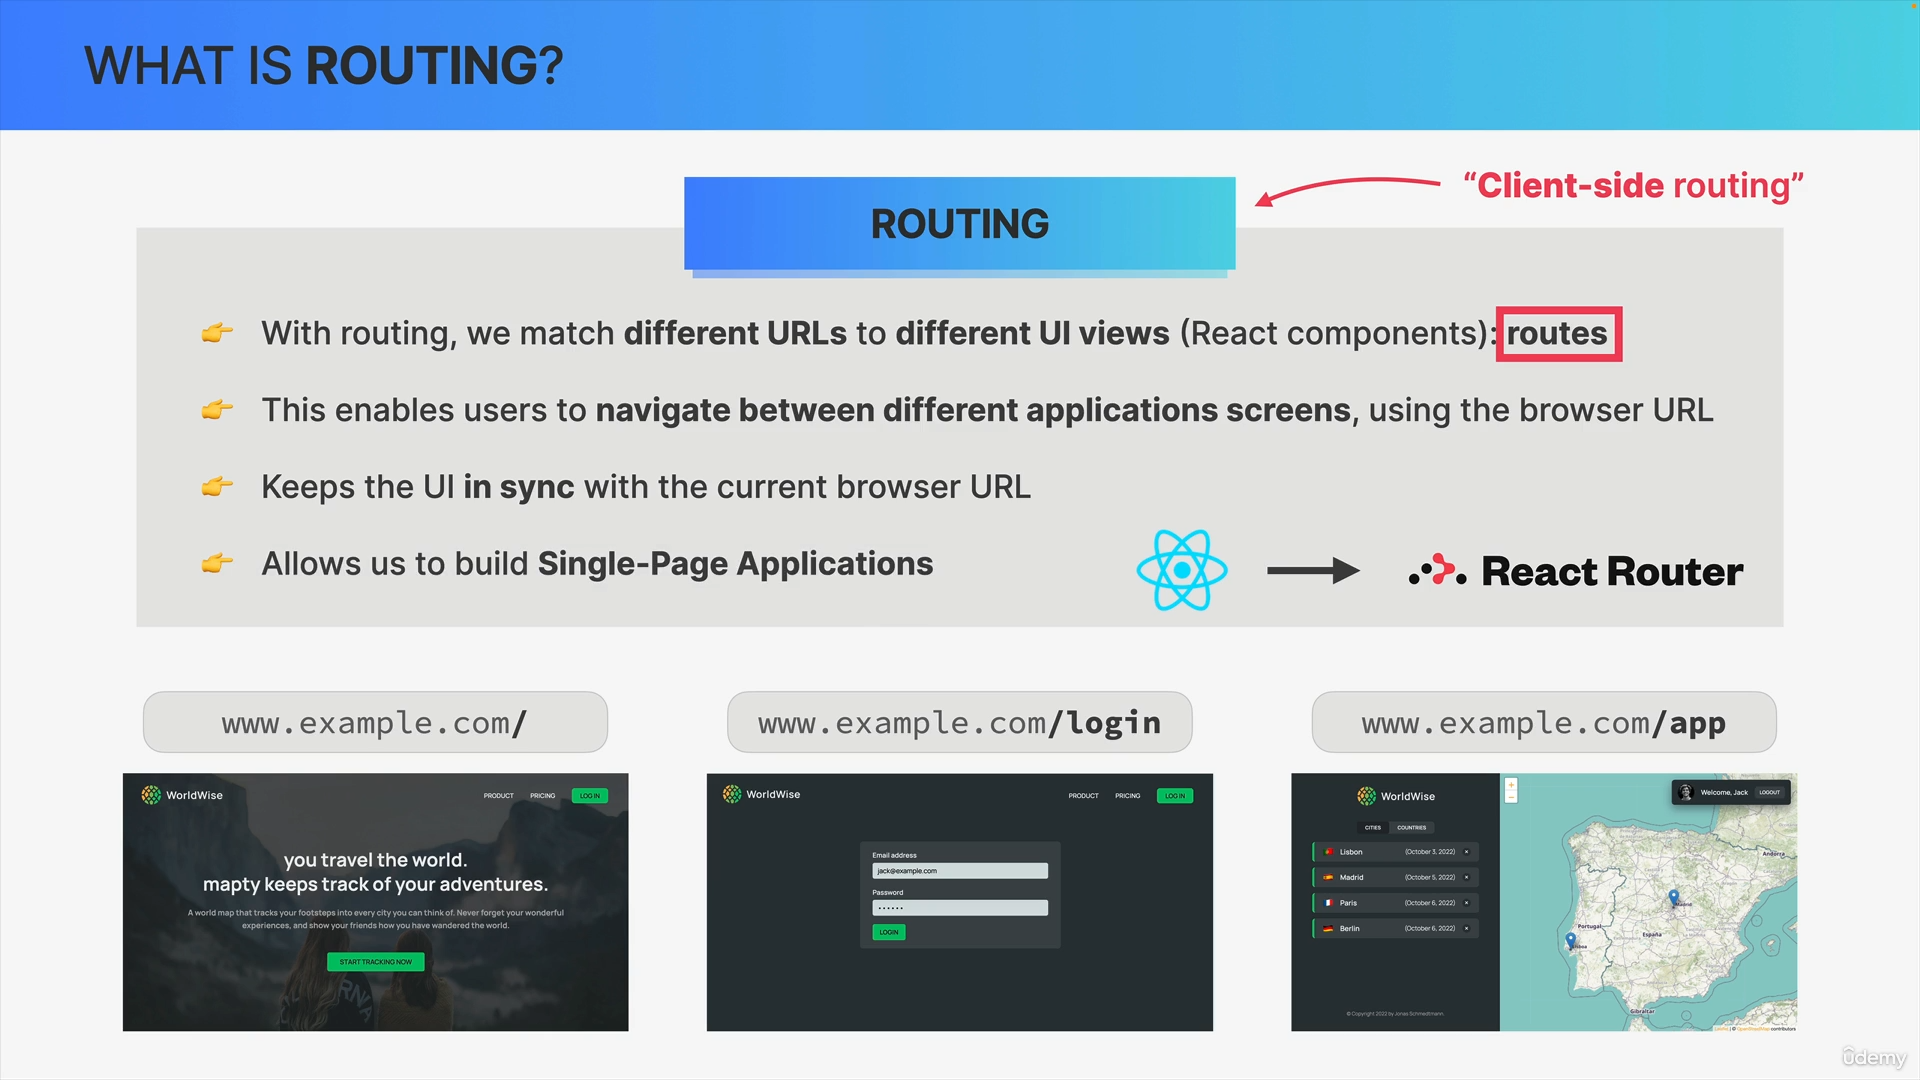 WHAT IS ROUTING?
“Client-side routing”
ROUTING
👉 With routing, we match different URLs to different UI views (React components): routes
👉 This enables users to navigate between different applications screens, using the browser URL
👉 Keeps the UI in sync with the current browser URL
👉 Allows us to build Single-Page Applications
React Router
www.example.com/
www.example.com/login
www.example.com/app
WorldWise
PRODUCT PRICING LOG IN
you travel the world.
mapty keeps track of your adventures.
A world map that tracks your footsteps into every city you can think of. Never forget your wonderful
experiences, and show your friends how you have wandered the world.
START TRACKING NOW
WorldWise
PRODUCT PRICING LOG IN
Email address
jack@example.com
Password
LOGIN
WorldWise
CITIES COUNTRIES
Lisbon (October 3, 2022) ×
Madrid (October 5, 2022) ×
Paris (October 6, 2022) ×
Berlin (October 6, 2022) ×
© Copyright 2022 by Jonas Schmedtmann.
+
−
Welcome, Jack LOGOUT
Andorra
Madrid
Portugal
España
Gibraltar
Leaflet | © OpenStreetMap contributors
ûdemy